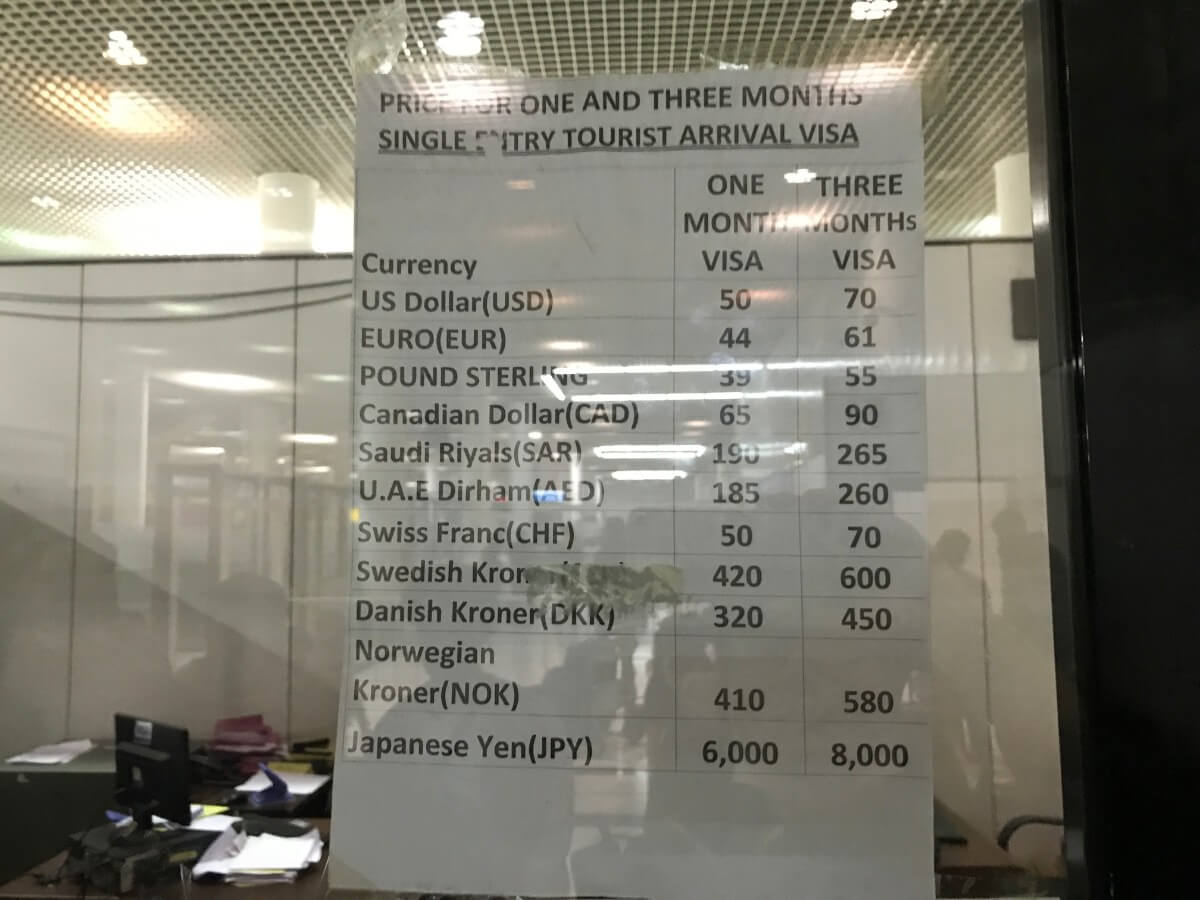 PRICE FOR ONE AND THREE MONTHS
SINGLE ENTRY TOURIST ARRIVAL VISA
Currency ONE MONTH VISA THREE MONTHs VISA
US Dollar(USD) 50 70
EURO(EUR) 44 61
POUND STERLING 39 55
Canadian Dollar(CAD) 65 90
Saudi Riyals(SAR) 190 265
U.A.E Dirham(AED) 185 260
Swiss Franc(CHF) 50 70
Swedish 420 600
Danish Kroner(DKK) 320 450
Norwegian
Kroner(NOK) 410 580
Japanese Yen(JPY) 6,000 8,000